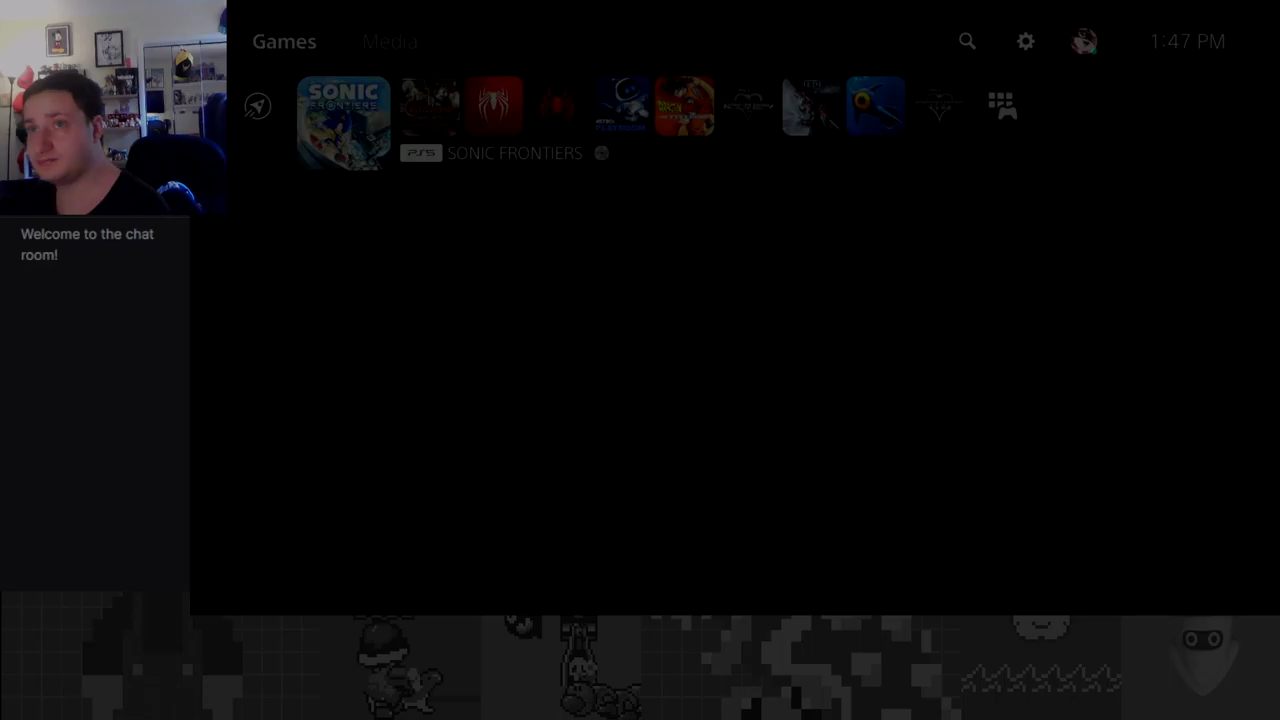 Games
Media
1:47 PM
SONIC
FRONTIERS
PS5 SONIC FRONTIERS
Welcome to the chat
room!